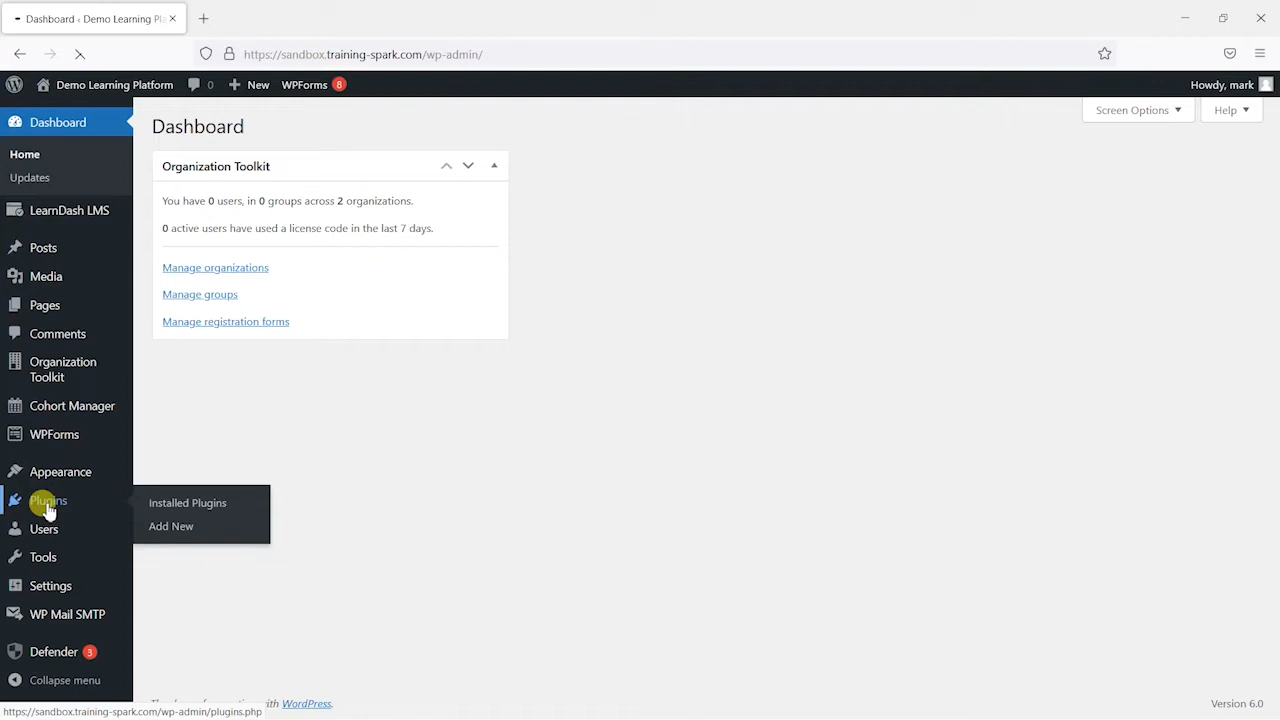 Dashboard ‹ Demo Learning Pla
https://sandbox.training-spark.com/wp-admin/
Demo Learning Platform 0 New WPForms 8 Howdy, mark
Screen Options Help
Dashboard
Home
Updates
LearnDash LMS
Posts
Media
Pages
Comments
Organization
Toolkit
Cohort Manager
WPForms
Appearance
Plugins
Users
Tools
Settings
WP Mail SMTP
Defender 3
Collapse menu
Installed Plugins
Add New
Dashboard
Organization Toolkit
You have 0 users, in 0 groups across 2 organizations.
0 active users have used a license code in the last 7 days.
Manage organizations
Manage groups
Manage registration forms
with WordPress.
Version 6.0
https://sandbox.training-spark.com/wp-admin/plugins.php